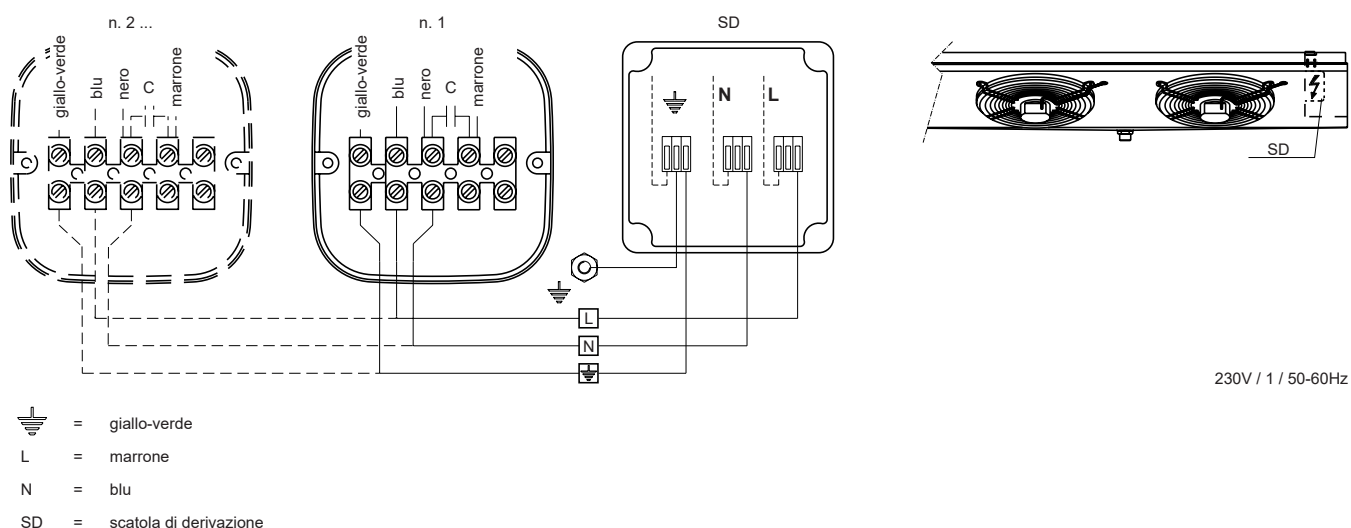 n. 2 ...
n. 1
SD
giallo-verde
blu
nero
C
marrone
giallo-verde
blu
nero
C
marrone
N
L
SD
L
N
230V / 1 / 50-60Hz
= giallo-verde
L = marrone
N = blu
SD = scatola di derivazione